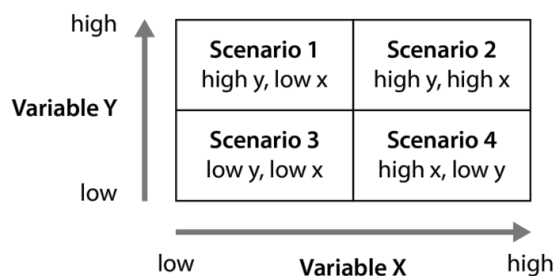 high
Scenario 1
high y, low x
Scenario 2
high y, high x
Variable Y
Scenario 3
low y, low x
Scenario 4
high x, low y
low
low
Variable X
high